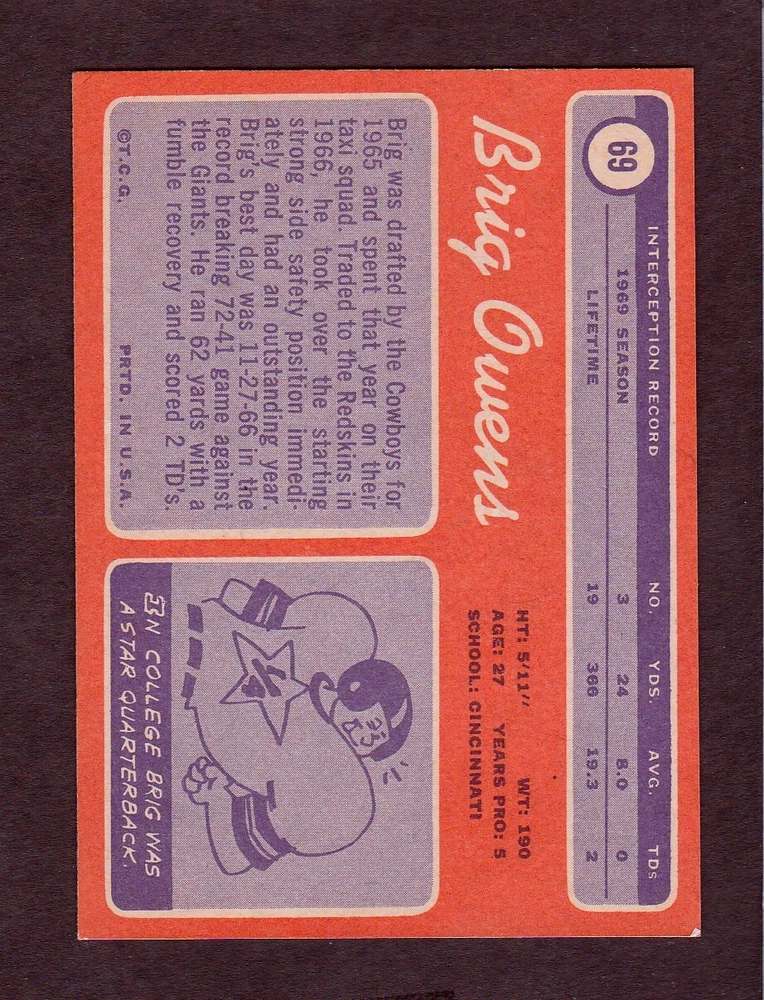 69
INTERCEPTION RECORD NO. YDS. AVG. TDS
1969 SEASON 3 24 8.0 0
LIFETIME 19 366 19.3 2
Brig Owens
HT: 5'11" WT: 190
AGE: 27 YEARS PRO: 5
SCHOOL: CINCINNATI
Brig was drafted by the Cowboys for
1965 and spent that year on their
taxi squad. Traded to the Redskins in
1966, he took over the starting
strong side safety position immedi-
ately and had an outstanding year.
Brig's best day was 11-27-66 in the
record breaking 72-41 game against
the Giants. He ran 62 yards with a
fumble recovery and scored 2 TD's.
©T.C.G. PRTD. IN U.S.A.
IN COLLEGE BRIG WAS
A STAR QUARTERBACK.